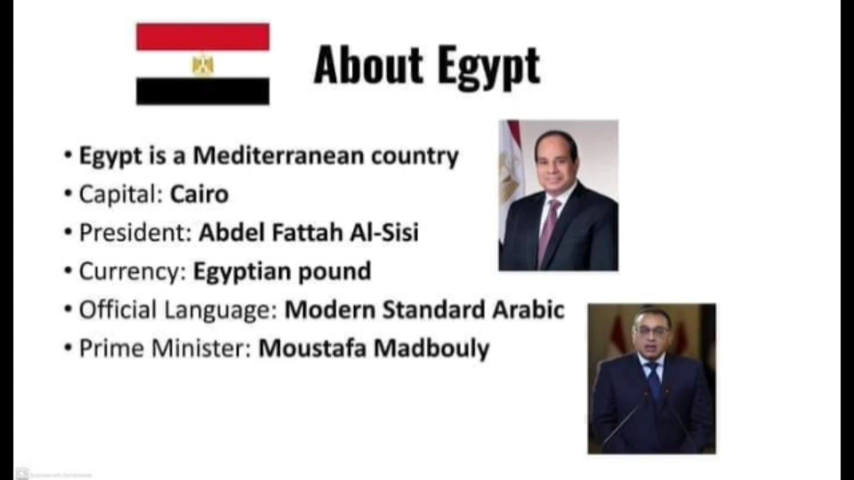 About Egypt
• Egypt is a Mediterranean country
• Capital: Cairo
• President: Abdel Fattah Al-Sisi
• Currency: Egyptian pound
• Official Language: Modern Standard Arabic
• Prime Minister: Moustafa Madbouly